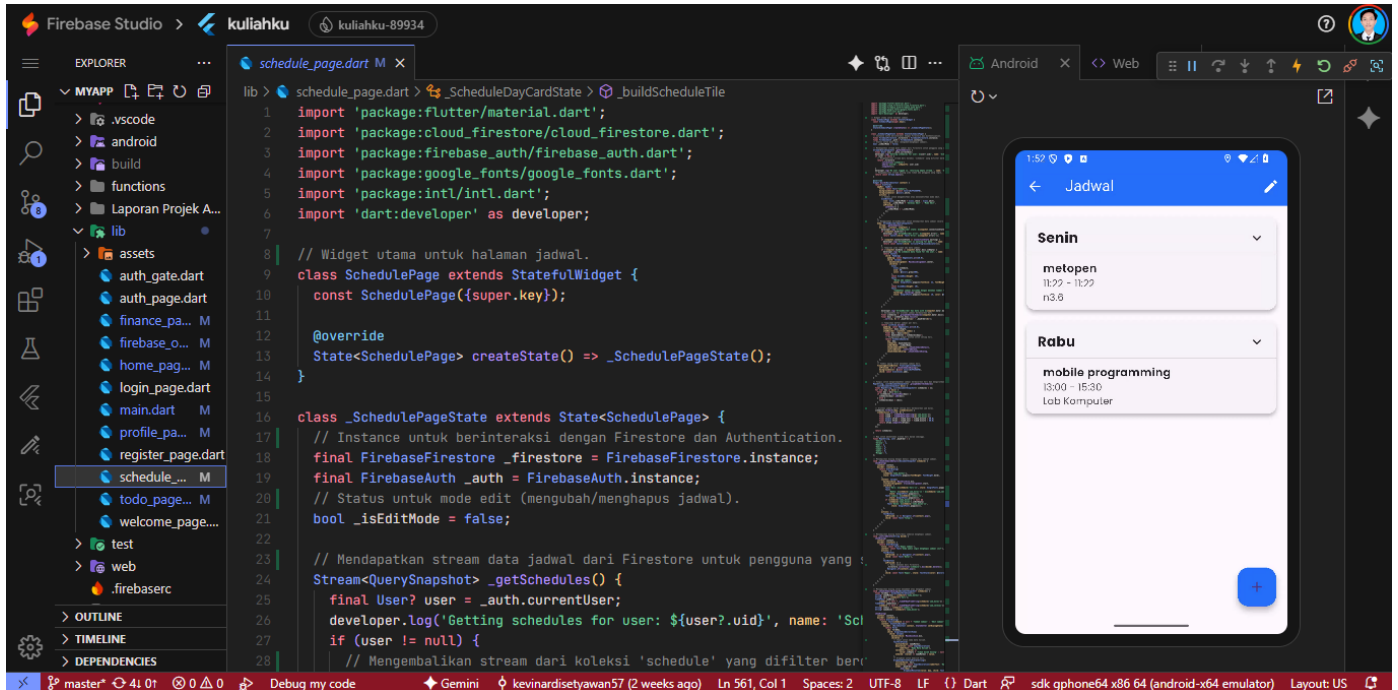 Firebase Studio > kuliahku kuliahku-89934
EXPLORER
MYAPP
.vscode
android
build
functions
Laporan Projek A...
lib
assets
auth_gate.dart
auth_page.dart
finance_pa... M
firebase_o... M
home_pag... M
login_page.dart
main.dart M
profile_pa... M
register_page.dart
schedule_... M
todo_page... M
welcome_page....
test
web
.firebaserc
OUTLINE
TIMELINE
DEPENDENCIES
8
1
schedule_page.dart M
lib > schedule_page.dart > _ScheduleDayCardState > _buildScheduleTile
1 import 'package:flutter/material.dart';
2 import 'package:cloud_firestore/cloud_firestore.dart';
3 import 'package:firebase_auth/firebase_auth.dart';
4 import 'package:google_fonts/google_fonts.dart';
5 import 'package:intl/intl.dart';
6 import 'dart:developer' as developer;
7
8 // Widget utama untuk halaman jadwal.
9 class SchedulePage extends StatefulWidget {
10 const SchedulePage({super.key});
11
12 @override
13 State<SchedulePage> createState() => _SchedulePageState();
14 }
15
16 class _SchedulePageState extends State<SchedulePage> {
17 // Instance untuk berinteraksi dengan Firestore dan Authentication.
18 final FirebaseFirestore _firestore = FirebaseFirestore.instance;
19 final FirebaseAuth _auth = FirebaseAuth.instance;
20 // Status untuk mode edit (mengubah/menghapus jadwal).
21 bool _isEditMode = false;
22
23 // Mendapatkan stream data jadwal dari Firestore untuk pengguna yang
24 Stream<QuerySnapshot> _getSchedules() {
25 final User? user = _auth.currentUser;
26 developer.log('Getting schedules for user: ${user?.uid}', name: 'Sc
27 if (user != null) {
28 // Mengembalikan stream dari koleksi 'schedule' yang difilter ber
Android
Web
1:52
Jadwal
Senin
metopen
11:22 - 11:22
n3.6
Rabu
mobile programming
13:00 - 15:30
Lab Komputer
+
master* 4↓ 0↑ 0 0 Debug my code Gemini kevinardisetyawan57 (2 weeks ago) Ln 561, Col 1 Spaces: 2 UTF-8 LF {} Dart sdk gphone64 x86 64 (android-x64 emulator) Layout: US